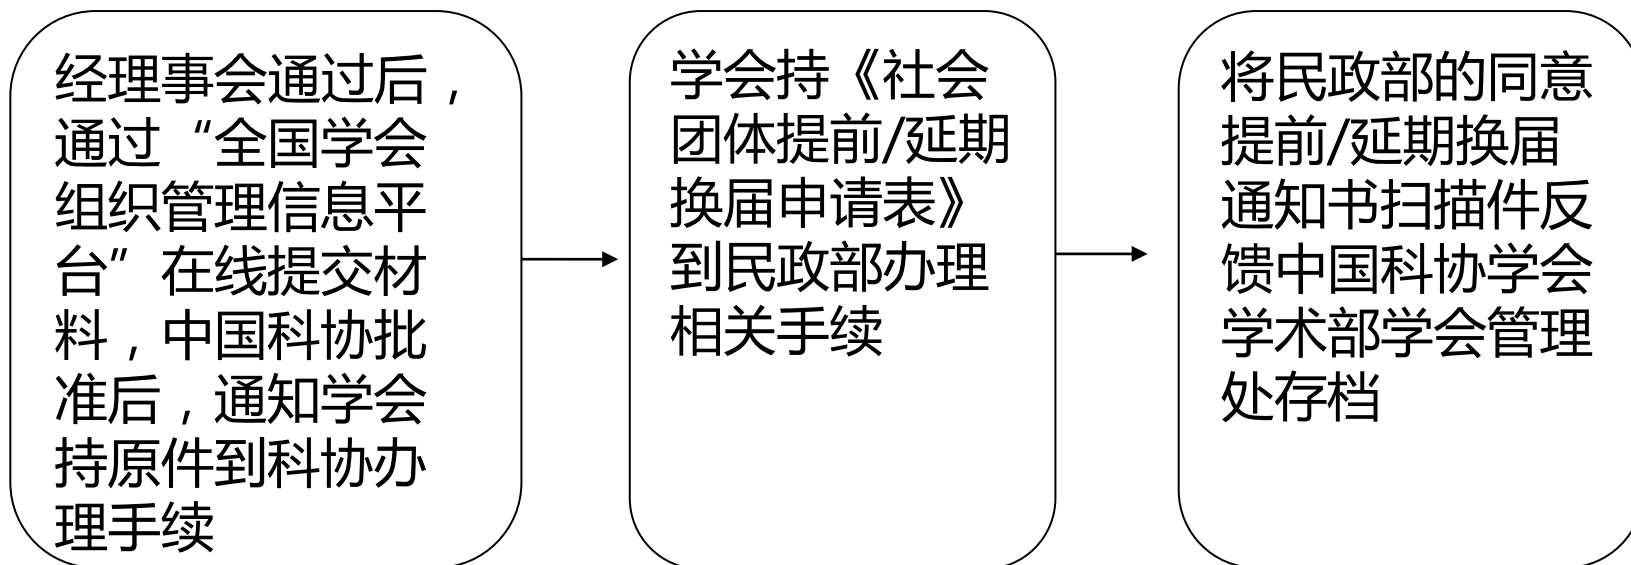 经理事会通过后，
通过“全国学会
组织管理信息平
台”在线提交材
料，中国科协批
准后，通知学会
持原件到科协办
理手续
学会持《社会
团体提前/延期
换届申请表》
到民政部办理
相关手续
将民政部的同意
提前/延期换届
通知书扫描件反
馈中国科协学会
学术部学会管理
处存档